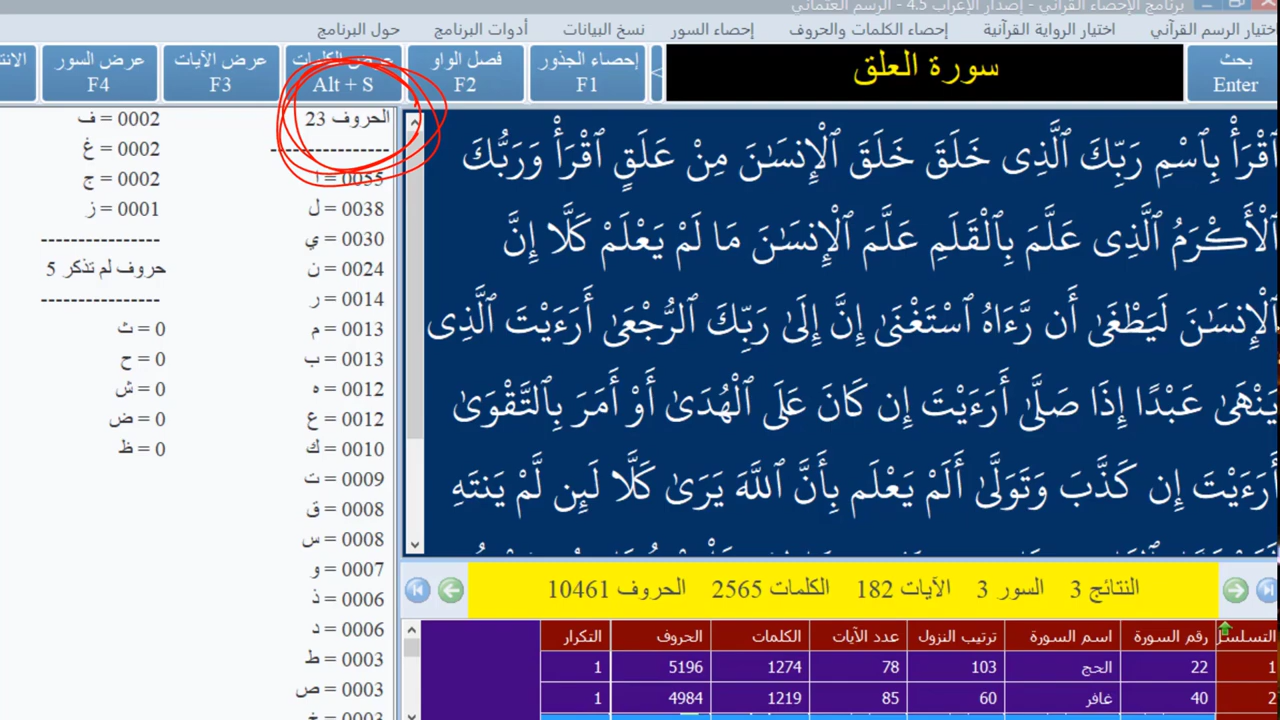 برنامج الإحصاء القرآني - إصدار الإعراب 4.5 - الرسم العثماني
اختيار الرسم القرآني اختيار الرواية القرآنية إحصاء الكلمات والحروف إحصاء السور نسخ البيانات أدوات البرنامج حول البرنامج
بحث
Enter
سورة العلق
إحصاء الجذور
F1
فصل الواو
F2
عرض الكلمات
Alt + S
عرض الآيات
F3
عرض السور
F4
ٱقْرَأْ بِٱسْمِ رَبِّكَ ٱلَّذِى خَلَقَ خَلَقَ ٱلْإِنسَـٰنَ مِنْ عَلَقٍ ٱقْرَأْ وَرَبُّكَ
ٱلْأَكْرَمُ ٱلَّذِى عَلَّمَ بِٱلْقَلَمِ عَلَّمَ ٱلْإِنسَـٰنَ مَا لَمْ يَعْلَمْ كَلَّا إِنَّ
ٱلْإِنسَـٰنَ لَيَطْغَىٰ أَن رَّءَاهُ ٱسْتَغْنَىٰ إِنَّ إِلَىٰ رَبِّكَ ٱلرُّجْعَىٰ أَرَءَيْتَ ٱلَّذِى
يَنْهَىٰ عَبْدًا إِذَا صَلَّىٰ أَرَءَيْتَ إِن كَانَ عَلَى ٱلْهُدَىٰ أَوْ أَمَرَ بِٱلتَّقْوَىٰ
أَرَءَيْتَ إِن كَذَّبَ وَتَوَلَّىٰ أَلَمْ يَعْلَم بِأَنَّ ٱللَّهَ يَرَىٰ كَلَّا لَئِن لَّمْ يَنتَهِ
النتائج 3 السور 3 الآيات 182 الكلمات 2565 الحروف 10461
التسلسل رقم السورة اسم السورة ترتيب النزول عدد الآيات الكلمات الحروف التكرار
1 22 الحج 103 78 1274 5196 1
2 40 غافر 60 85 1219 4984 1
الحروف 23
----------------
ا = 0055
ل = 0038
ي = 0030
ن = 0024
ر = 0014
م = 0013
ب = 0013
ه = 0012
ع = 0012
ك = 0010
ت = 0009
ق = 0008
س = 0008
و = 0007
ذ = 0006
د = 0006
ط = 0003
ص = 0003
خ = 0003
ف = 0002
غ = 0002
ج = 0002
ز = 0001
----------------
حروف لم تذكر 5
----------------
ث = 0
ح = 0
ش = 0
ض = 0
ظ = 0